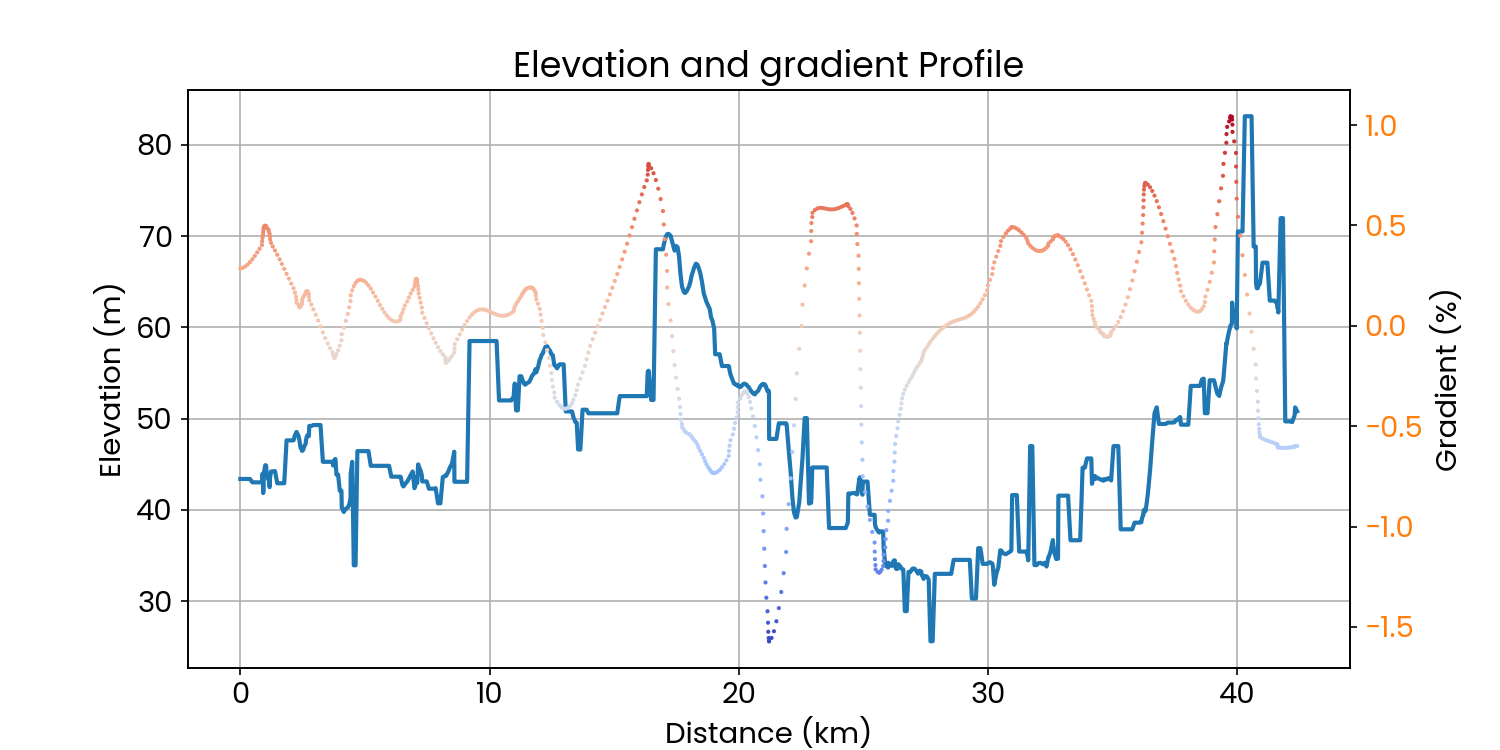 Elevation and gradient Profile
Elevation (m)
80
70
60
50
40
30
1.0
0.5
0.0
−0.5
−1.0
−1.5
Gradient (%)
0 10 20 30 40
Distance (km)